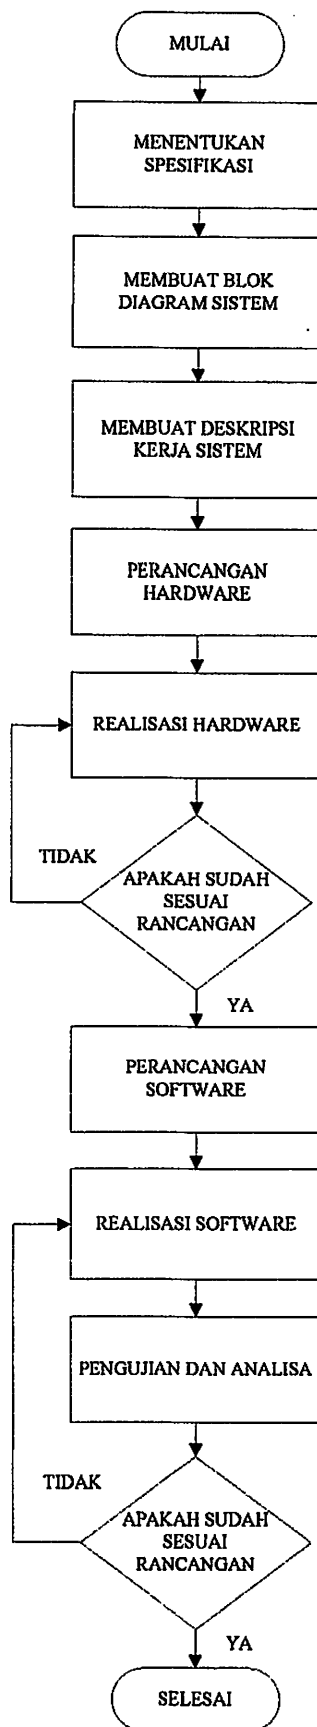 MULAI
MENENTUKAN
SPESIFIKASI
MEMBUAT BLOK
DIAGRAM SISTEM
MEMBUAT DESKRIPSI
KERJA SISTEM
PERANCANGAN
HARDWARE
REALISASI HARDWARE
TIDAK
APAKAH SUDAH
SESUAI
RANCANGAN
YA
PERANCANGAN
SOFTWARE
REALISASI SOFTWARE
PENGUJIAN DAN ANALISA
TIDAK
APAKAH SUDAH
SESUAI
RANCANGAN
YA
SELESAI